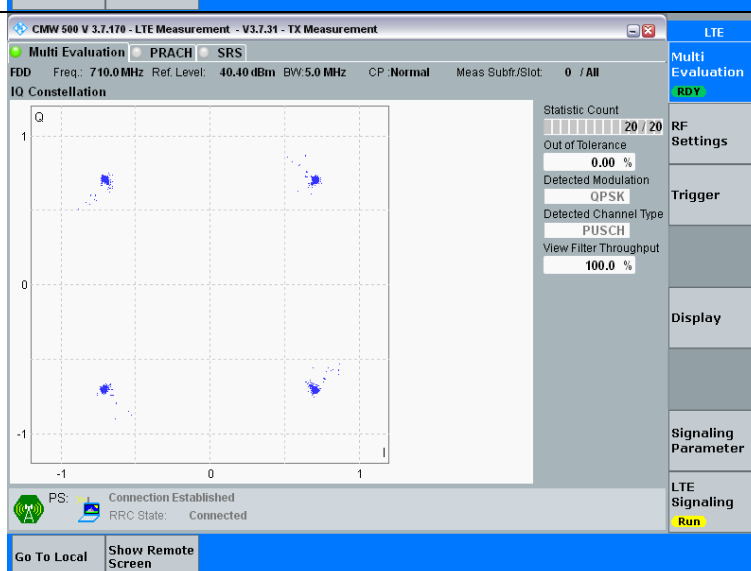 CMW 500 V 3.7.170 - LTE Measurement - V3.7.31 - TX Measurement
LTE
Multi Evaluation PRACH SRS
FDD Freq.: 710.0 MHz Ref. Level: 40.40 dBm BW: 5.0 MHz CP :Normal Meas Subfr./Slot: 0 / All
IQ Constellation
Q
1
0
-1
-1 0 1
I
Statistic Count
20 / 20
Out of Tolerance
0.00 %
Detected Modulation
QPSK
Detected Channel Type
PUSCH
View Filter Throughput
100.0 %
Multi
Evaluation
RDY
RF
Settings
Trigger
Display
Signaling
Parameter
LTE
Signaling
Run
PS: Connection Established
RRC State: Connected
Go To Local
Show Remote
Screen